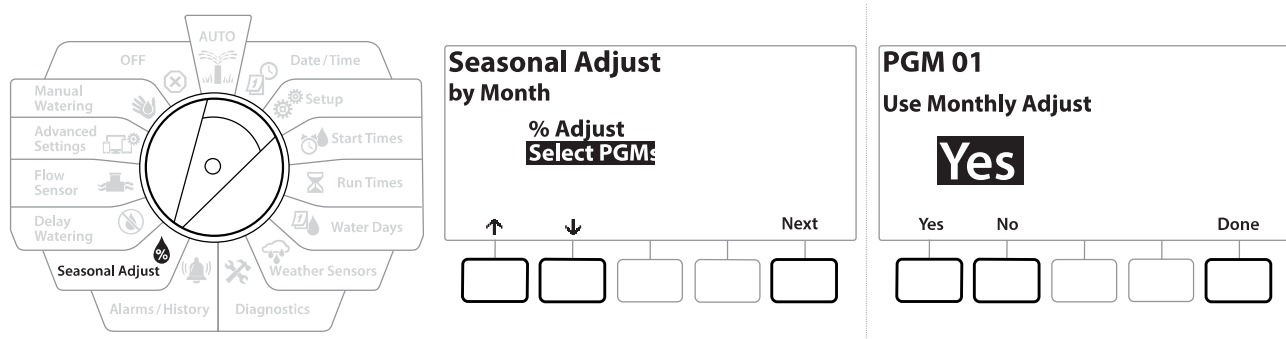 AUTO
OFF
Date/Time
Manual
Watering
Setup
Advanced
Settings
Start Times
Flow
Sensor
Run Times
Delay
Watering
Water Days
Seasonal Adjust
Weather Sensors
Alarms/History
Diagnostics
1
1
%
Seasonal Adjust
by Month
% Adjust
Select PGMs
Next
PGM 01
Use Monthly Adjust
Yes
Yes
No
Done